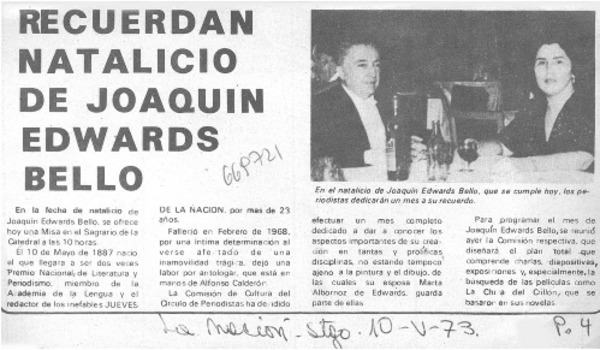 RECUERDAN
NATALICIO
DE JOAQUIN
EDWARDS
BELLO
669721
En el natalicio de Joaquín Edwards Bello, que se cumple hoy, los pe-
riodistas dedicarán un mes a su recuerdo.
En la fecha de natalicio de
Joaquín Edwards Bello, se ofrece
hoy una Misa en el Sagrario de la
Catedral a las 10 horas.
El 10 de Mayo de 1887 nació
el que llegara a ser dos veces
Premio Nacional, de Literatura y
Periodismo, miembro de la
Academia de la Lengua y el
redactor de los inefables JUEVES
DE LA NACION, por mas de 23
años.
Falleció en Febrero de 1968,
por una íntima determinación al
verse afectado de una
inamovilidad total y dejó una
labor por antologar, que está en
manos de Alfonso Calderón.
La Comisión de Cultura del
Círculo de Periodistas ha decidido
efectuar un mes completo
dedicado a dar a conocer los
aspectos importantes de su crea-
ción en tantas y prolíficas
disciplinas, no estando tampoco
ajeno a la pintura y el dibujo, de
las cuales su esposa Marta
Albornoz de Edwards, guarda
parte de ellas
Para programar el mes de
Joaquín Edwards Bello, se reunió
ayer la Comisión respectiva, que
diseñará el plan total que
comprende charlas, diapositivas,
exposiciones y, especialmente, la
búsqueda de las películas como
La Chica del Crillón, que se
basaron en sus novelas.
La Nación - Stgo. 10-V-73. P. 4